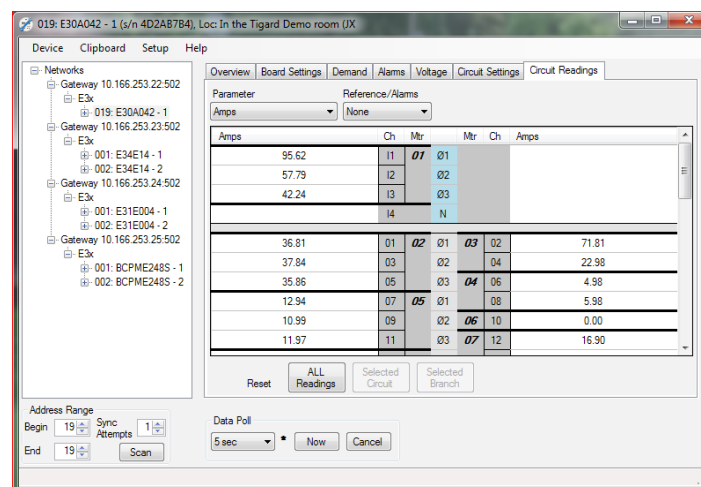 019: E30A042 - 1 (s/n 4D2AB7B4), Loc: In the Tigard Demo room (JX
Device Clipboard Setup Help
Networks
Gateway 10.166.253.22:502
E3x
019: E30A042 - 1
Gateway 10.166.253.23:502
E3x
001: E34E14 - 1
002: E34E14 - 2
Gateway 10.166.253.24:502
E3x
001: E31E004 - 1
002: E31E004 - 2
Gateway 10.166.253.25:502
E3x
001: BCPME248S - 1
002: BCPME248S - 2
Overview Board Settings Demand Alarms Voltage Circuit Settings Circuit Readings
Parameter Reference/Alarms
Amps None
Amps Ch Mtr Mtr Ch Amps
95.62 I1 01 Ø1
57.79 I2 Ø2
42.24 I3 Ø3
I4 N
36.81 01 02 Ø1 03 02 71.81
37.84 03 Ø2 04 22.98
35.86 05 Ø3 04 06 4.98
12.94 07 05 Ø1 08 5.98
10.99 09 Ø2 06 10 0.00
11.97 11 Ø3 07 12 16.90
Reset ALL Readings Selected Circuit Selected Branch
Address Range
Begin 19 Sync Attempts 1
End 19 Scan
Data Poll
5 sec * Now Cancel